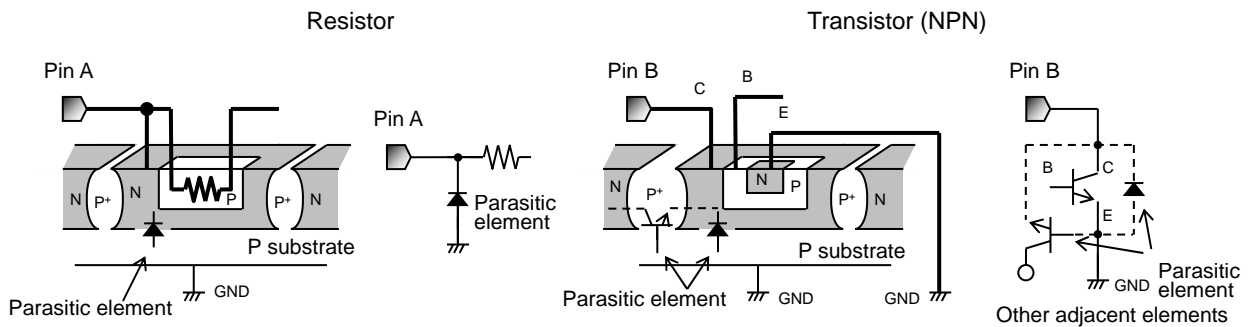 Resistor
Transistor (NPN)
Pin A
N
P+
N
P
P+
N
P substrate
GND
Parasitic element
Pin A
Parasitic
element
Pin B
C
B
E
N
P+
N
P
P+
N
P substrate
GND
GND
Parasitic element
Pin B
B
C
E
Parasitic
element
Other adjacent elements